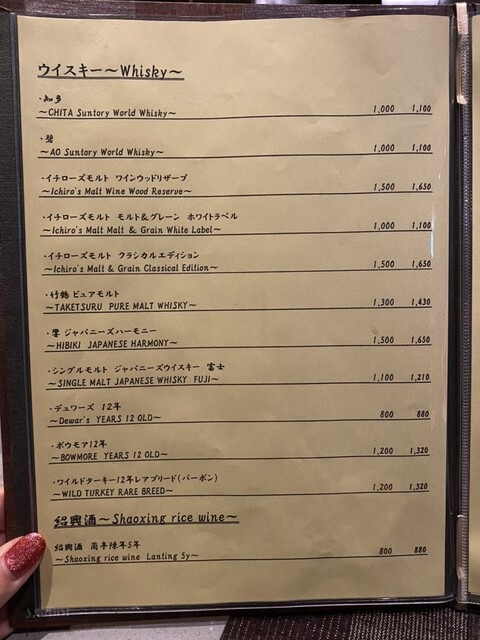 ウイスキー～Whisky～
・知多
～CHITA Suntory World Whisky～ 1,000 1,100
・碧
～AO Suntory World Whisky～ 1,000 1,100
・イチローズモルト ワインウッドリザーブ
～Ichiro's Malt Wine Wood Reserve～ 1,500 1,650
・イチローズモルト モルト&グレーン ホワイトラベル
～Ichiro's Malt Malt & Grain White Label～ 1,000 1,100
・イチローズモルト クラシカルエディション
～Ichiro's Malt & Grain Classical Edition～ 1,500 1,650
・竹鶴 ピュアモルト
～TAKETSURU PURE MALT WHISKY～ 1,300 1,430
・響 ジャパニーズハーモニー
～HIBIKI JAPANESE HARMONY～ 1,500 1,650
・シングルモルト ジャパニーズウイスキー 富士
～SINGLE MALT JAPANESE WHISKY FUJI～ 1,100 1,210
・デュワーズ 12年
～Dewar's YEARS 12 OLD～ 800 880
・ボウモア12年
～BOWMORE YEARS 12 OLD～ 1,200 1,320
・ワイルドターキー12年レアブリード(バーボン)
～WILD TURKEY RARE BREED～ 1,200 1,320
紹興酒～Shaoxing rice wine～
紹興酒 蘭亭陳年5年
～Shaoxing rice wine Lanting 5y～ 800 880